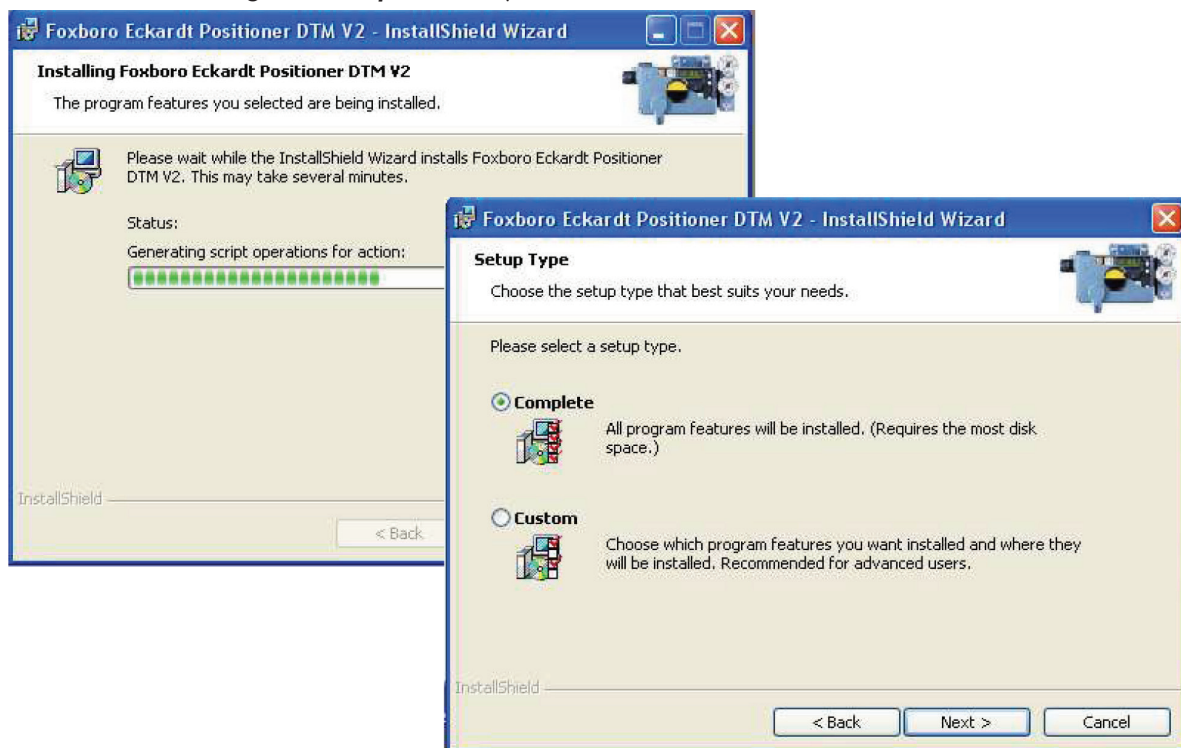 Foxboro Eckardt Positioner DTM V2 - InstallShield Wizard
Installing Foxboro Eckardt Positioner DTM V2
The program features you selected are being installed.
Please wait while the InstallShield Wizard installs Foxboro Eckardt Positioner
DTM V2. This may take several minutes.
Status:
Generating script operations for action:
InstallShield
< Back
Foxboro Eckardt Positioner DTM V2 - InstallShield Wizard
Setup Type
Choose the setup type that best suits your needs.
Please select a setup type.
Complete
All program features will be installed. (Requires the most disk
space.)
Custom
Choose which program features you want installed and where they
will be installed. Recommended for advanced users.
InstallShield
< Back
Next >
Cancel